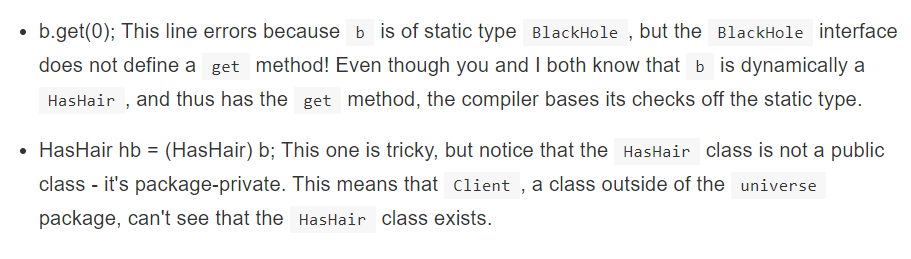 • b.get(0); This line errors because b is of static type BlackHole , but the BlackHole interface
does not define a get method! Even though you and I both know that b is dynamically a
HasHair , and thus has the get method, the compiler bases its checks off the static type.
• HasHair hb = (HasHair) b; This one is tricky, but notice that the HasHair class is not a public
class - it's package-private. This means that Client , a class outside of the universe
package, can't see that the HasHair class exists.